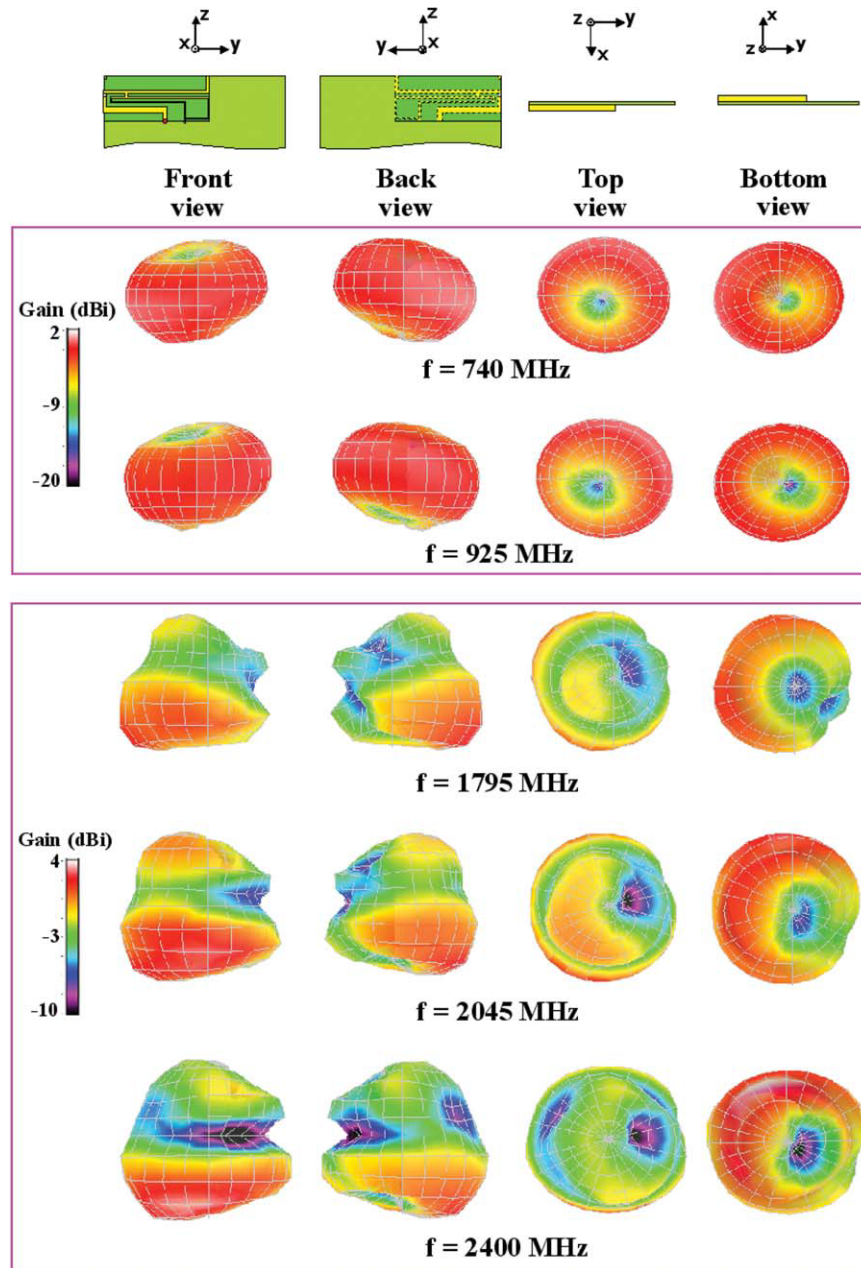 z
x
y
z
y
x
z
y
x
x
z
y
Front
view
Back
view
Top
view
Bottom
view
Gain (dBi)
2
-9
-20
f = 740 MHz
f = 925 MHz
f = 1795 MHz
Gain (dBi)
4
-3
-10
f = 2045 MHz
f = 2400 MHz